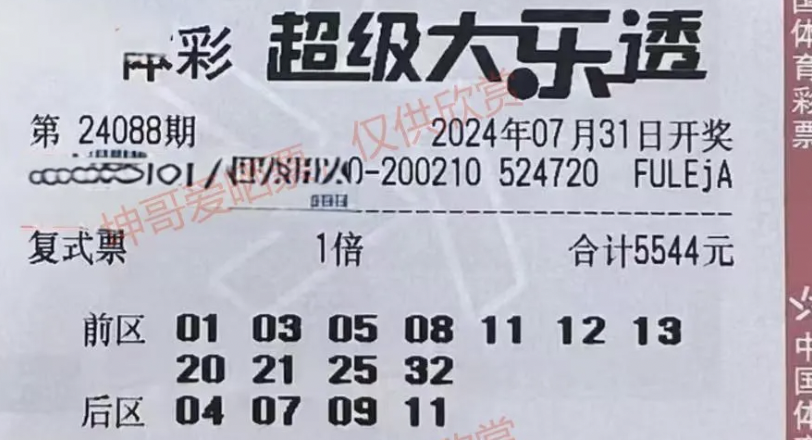 体彩 超级大乐透
第 24088期 2024年07月31日开奖
0-200210 524720 FULEjA
复式票 1倍 合计5544元
前区 01 03 05 08 11 12 13
20 21 25 32
后区 04 07 09 11
坤哥爱晒票 仅供欣赏
国体育彩票
中国体